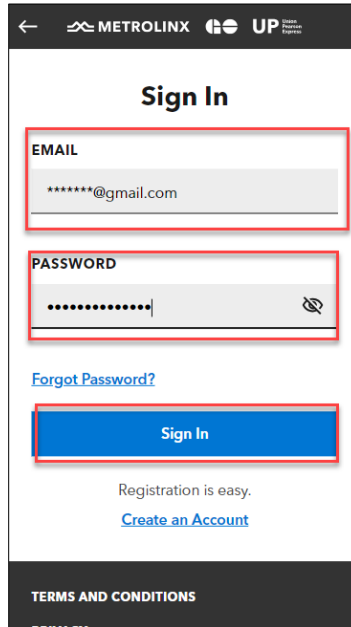 ← METROLINX GO UP Union Pearson Express
Sign In
EMAIL
*******@gmail.com
PASSWORD
••••••••••••••
Forgot Password?
Sign In
Registration is easy.
Create an Account
TERMS AND CONDITIONS